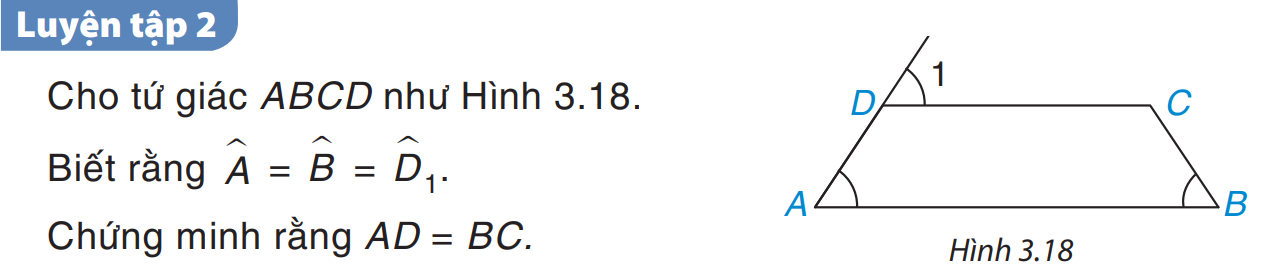 Luyện tập 2
Cho tứ giác ABCD như Hình 3.18.
Biết rằng Â = B̂ = D̂₁.
Chứng minh rằng AD = BC.
1
D
C
A
B
Hình 3.18